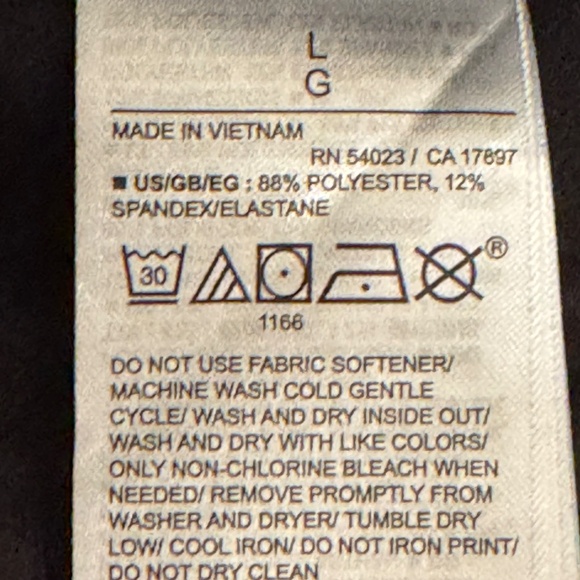 L
G
MADE IN VIETNAM
RN 54023 / CA 17897
US/GB/EG : 88% POLYESTER, 12%
SPANDEX/ELASTANE
30
®
1166
DO NOT USE FABRIC SOFTENER/
MACHINE WASH COLD GENTLE
CYCLE/ WASH AND DRY INSIDE OUT/
WASH AND DRY WITH LIKE COLORS/
ONLY NON-CHLORINE BLEACH WHEN
NEEDED/ REMOVE PROMPTLY FROM
WASHER AND DRYER/ TUMBLE DRY
LOW/ COOL IRON/ DO NOT IRON PRINT/
DO NOT DRY CLEAN